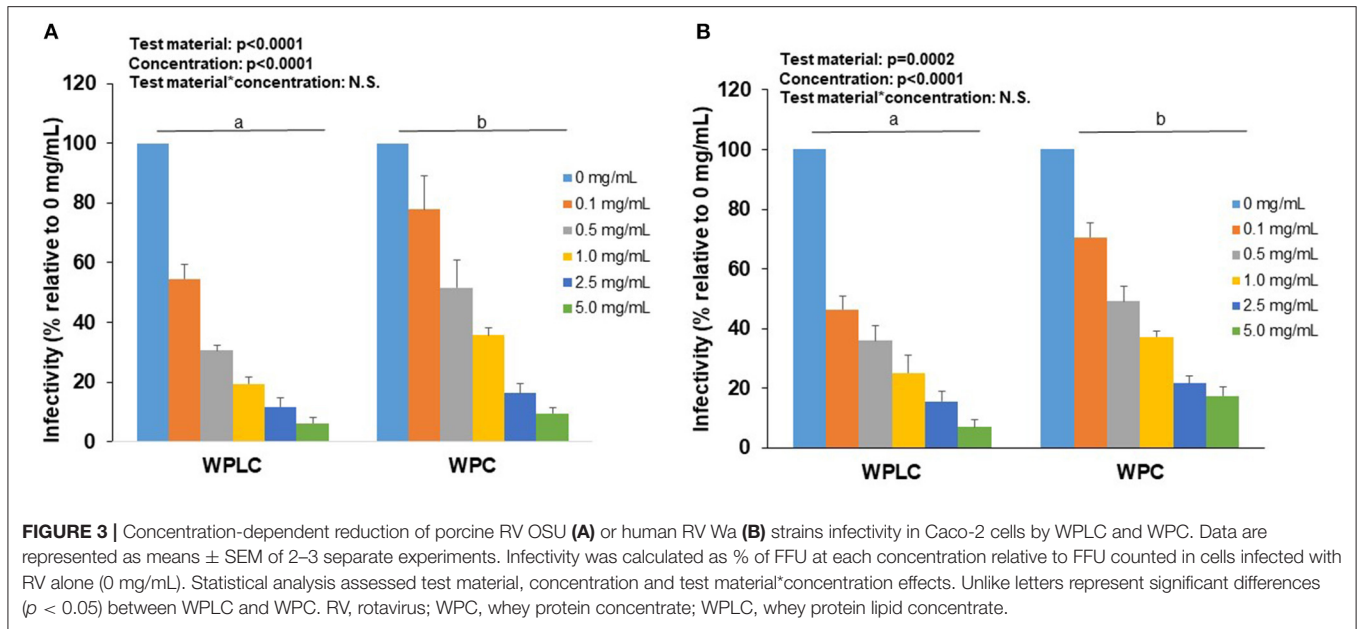 A
Test material: p<0.0001
Concentration: p<0.0001
Test material*concentration: N.S.
120
100
80
60
40
20
0
Infectivity (% relative to 0 mg/mL)
a
b
0 mg/mL
0.1 mg/mL
0.5 mg/mL
1.0 mg/mL
2.5 mg/mL
5.0 mg/mL
WPLC
WPC
B
Test material: p=0.0002
Concentration: p<0.0001
Test material*concentration: N.S.
120
100
80
60
40
20
0
Infectivity (% relative to 0 mg/mL)
a
b
0 mg/mL
0.1 mg/mL
0.5 mg/mL
1.0 mg/mL
2.5 mg/mL
5.0 mg/mL
WPLC
WPC
FIGURE 3 | Concentration-dependent reduction of porcine RV OSU (A) or human RV Wa (B) strains infectivity in Caco-2 cells by WPLC and WPC. Data are
represented as means ± SEM of 2–3 separate experiments. Infectivity was calculated as % of FFU at each concentration relative to FFU counted in cells infected with
RV alone (0 mg/mL). Statistical analysis assessed test material, concentration and test material*concentration effects. Unlike letters represent significant differences
(p < 0.05) between WPLC and WPC. RV, rotavirus; WPC, whey protein concentrate; WPLC, whey protein lipid concentrate.